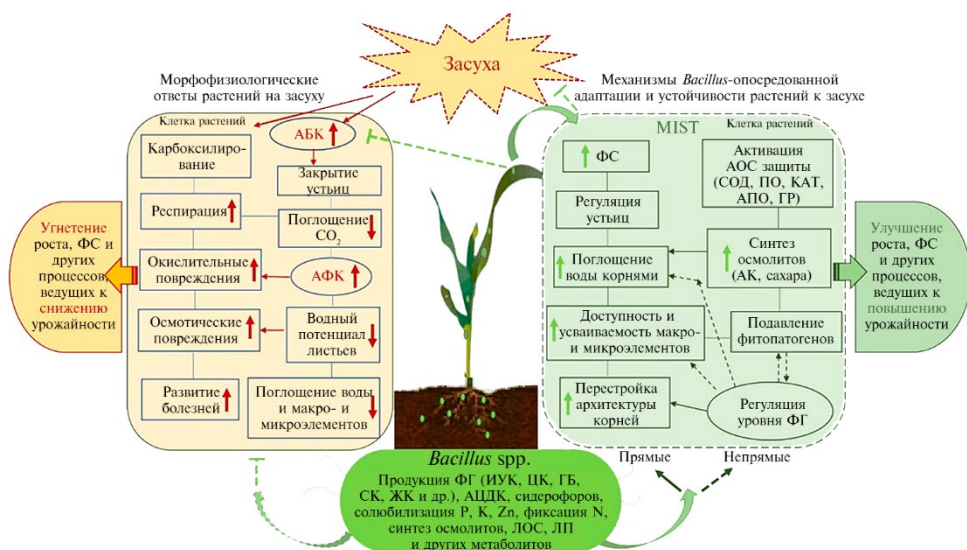 Засуха
Морфофизиологические
ответы растений на засуху
Клетка растений
АБК
Карбоксилиро-
вание
Закрытие
устьиц
Респирация
Поглощение
CO2
Окислительные
повреждения
АФК
Осмотические
повреждения
Водный
потенциал
листьев
Развитие
болезней
Поглощение воды
и макро- и
микроэлементов
Угнетение
роста, ФС и
других
процессов,
ведущих к
снижению
урожайности
Механизмы Bacillus-опосредованной
адаптации и устойчивости растений к засухе
MIST
Клетка растений
ФС
Активация
АОС защиты
(СОД, ПО, КАТ,
АПО, ГР)
Регуляция
устьиц
Поглощение
воды корнями
Синтез
осмолитов
(АК, сахара)
Доступность и
усваиваемость макро-
и микроэлементов
Подавление
фитопатогенов
Перестройка
архитектуры
корней
Регуляция
уровня ФГ
Улучшение
роста, ФС
и других
процессов,
ведущих к
повышению
урожайности
Прямые
Непрямые
Bacillus spp.
Продукция ФГ (ИУК, ЦК, ГБ,
СК, ЖК и др.), АЦДК, сидерофоров,
солюбилизация P, K, Zn, фиксация N,
синтез осмолитов, ЛОС, ЛП
и других метаболитов